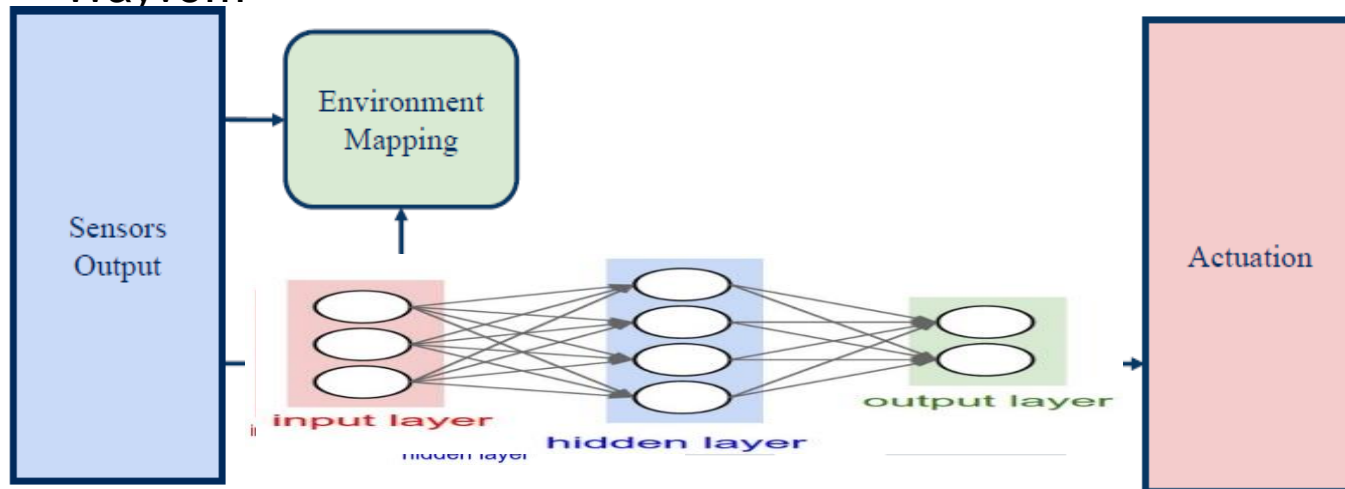 Environment
Mapping
Sensors
Output
Actuation
input layer
output layer
hidden layer
hidden layer